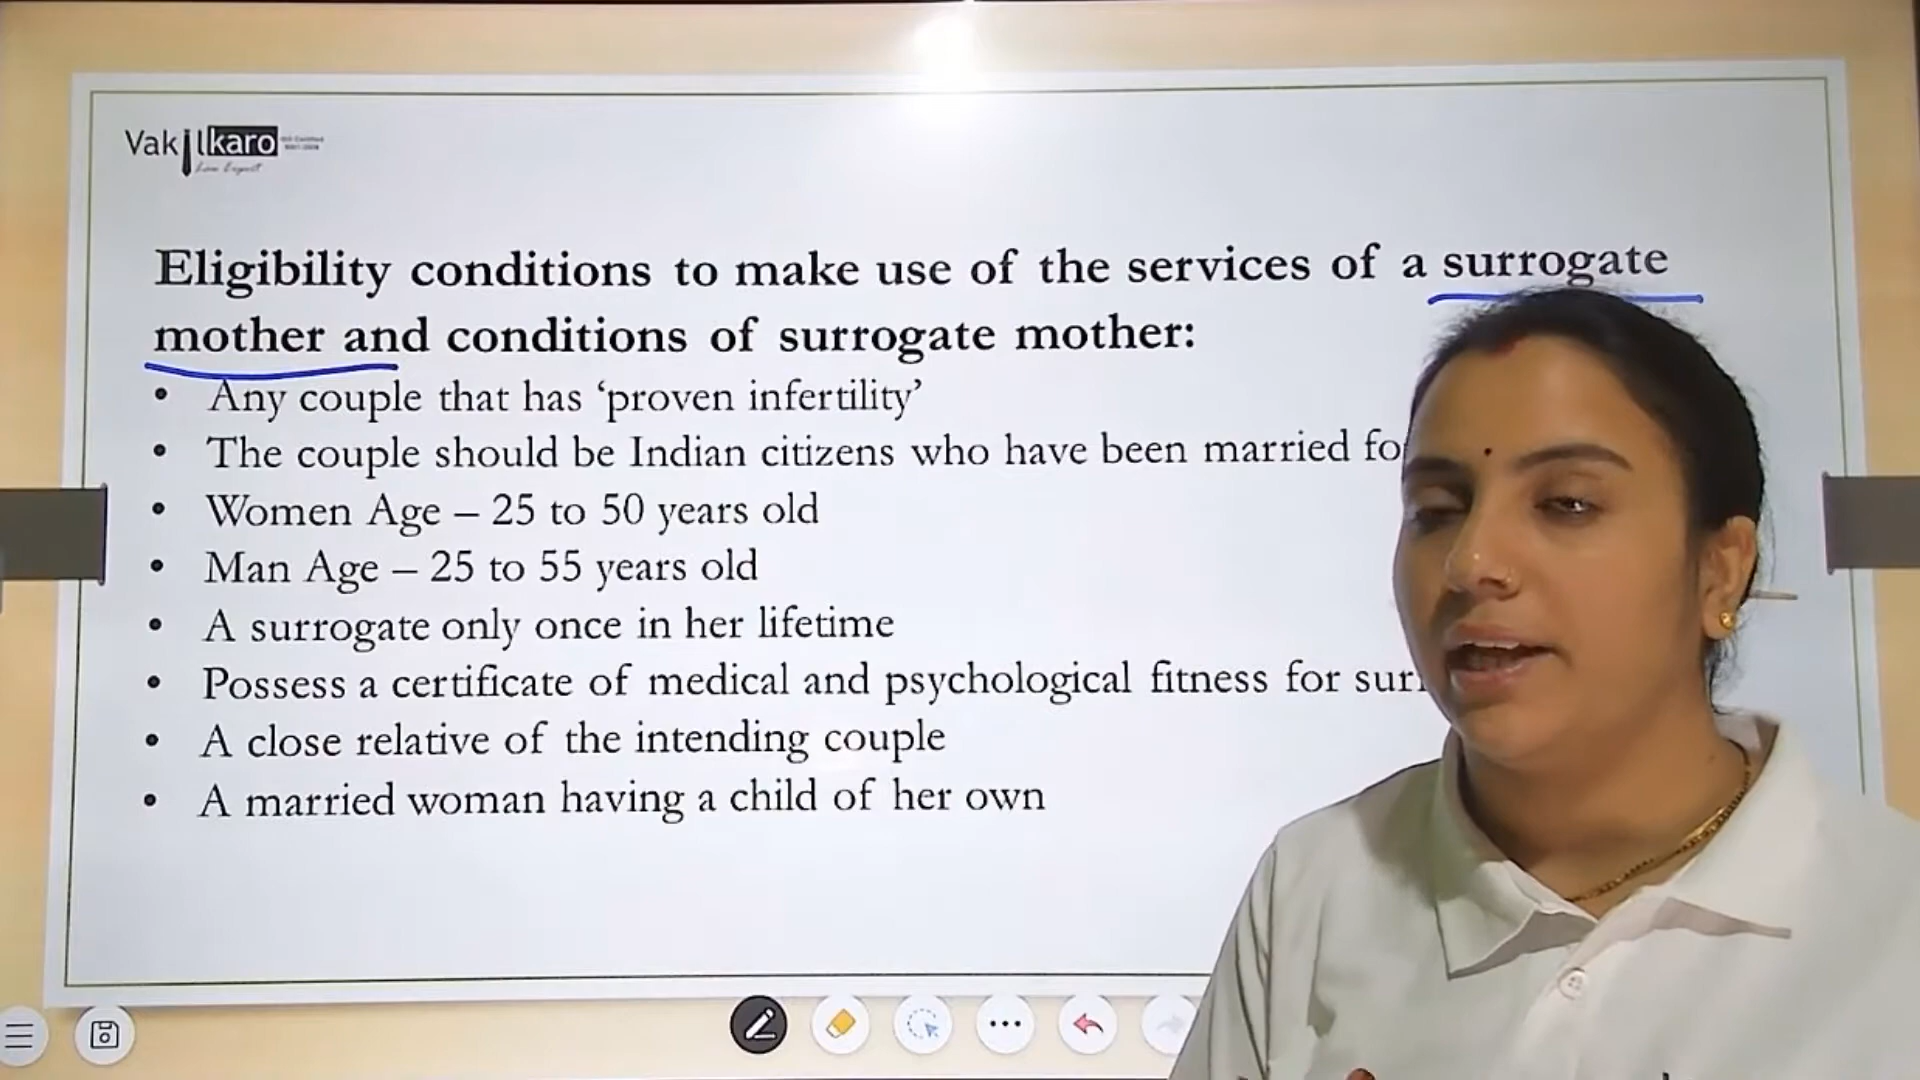 Vakilkaro
Law Expert
Eligibility conditions to make use of the services of a surrogate
mother and conditions of surrogate mother:
• Any couple that has ‘proven infertility’
• The couple should be Indian citizens who have been married
• Women Age – 25 to 50 years old
• Man Age – 25 to 55 years old
• A surrogate only once in her lifetime
• Possess a certificate of medical and psychological fitness for
• A close relative of the intending couple
• A married woman having a child of her own